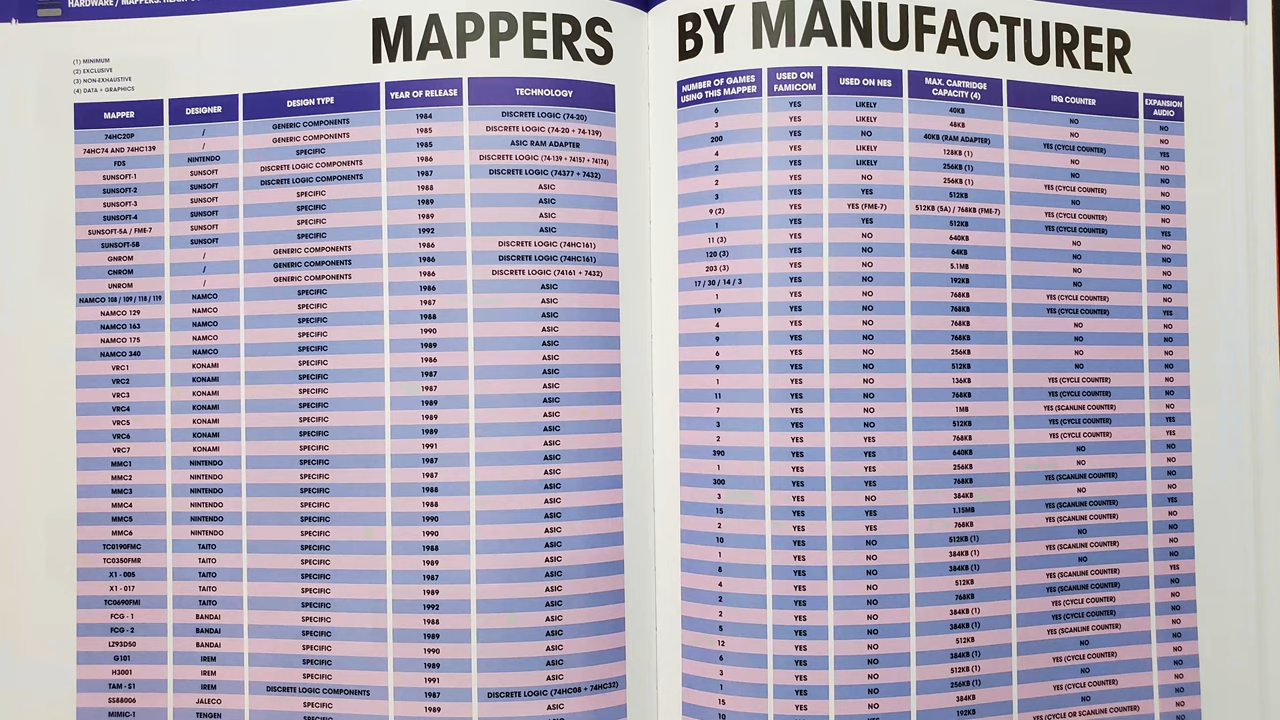 HARDWARE / MAPPERS:
MAPPERS BY MANUFACTURER
(1) MINIMUM
(2) EXCLUSIVE
(3) NON-EXHAUSTIVE
(4) DATA + GRAPHICS
MAPPER DESIGNER DESIGN TYPE YEAR OF RELEASE TECHNOLOGY
74HC20P / GENERIC COMPONENTS 1984 DISCRETE LOGIC (74-20)
74HC74 AND 74HC139 / GENERIC COMPONENTS 1985 DISCRETE LOGIC (74-20 + 74-139)
FDS NINTENDO SPECIFIC 1985 ASIC RAM ADAPTER
SUNSOFT-1 SUNSOFT DISCRETE LOGIC COMPONENTS 1986 DISCRETE LOGIC (74-139 + 74157 + 74174)
SUNSOFT-2 SUNSOFT DISCRETE LOGIC COMPONENTS 1987 DISCRETE LOGIC (74377 + 7432)
SUNSOFT-3 SUNSOFT SPECIFIC 1988 ASIC
SUNSOFT-4 SUNSOFT SPECIFIC 1989 ASIC
SUNSOFT-5A / FME-7 SUNSOFT SPECIFIC 1989 ASIC
SUNSOFT-5B SUNSOFT SPECIFIC 1992 ASIC
GNROM / GENERIC COMPONENTS 1986 DISCRETE LOGIC (74HC161)
CNROM / GENERIC COMPONENTS 1986 DISCRETE LOGIC (74HC161)
UNROM / GENERIC COMPONENTS 1986 DISCRETE LOGIC (74161 + 7432)
NAMCO 108 / 109 / 118 / 119 NAMCO SPECIFIC 1986 ASIC
NAMCO 129 NAMCO SPECIFIC 1987 ASIC
NAMCO 163 NAMCO SPECIFIC 1988 ASIC
NAMCO 175 NAMCO SPECIFIC 1990 ASIC
NAMCO 340 NAMCO SPECIFIC 1989 ASIC
VRC1 KONAMI SPECIFIC 1986 ASIC
VRC2 KONAMI SPECIFIC 1987 ASIC
VRC3 KONAMI SPECIFIC 1987 ASIC
VRC4 KONAMI SPECIFIC 1989 ASIC
VRC5 KONAMI SPECIFIC 1989 ASIC
VRC6 KONAMI SPECIFIC 1989 ASIC
VRC7 KONAMI SPECIFIC 1991 ASIC
MMC1 NINTENDO SPECIFIC 1987 ASIC
MMC2 NINTENDO SPECIFIC 1987 ASIC
MMC3 NINTENDO SPECIFIC 1988 ASIC
MMC4 NINTENDO SPECIFIC 1988 ASIC
MMC5 NINTENDO SPECIFIC 1990 ASIC
MMC6 NINTENDO SPECIFIC 1990 ASIC
TC0190FMC TAITO SPECIFIC 1988 ASIC
TC0350FMR TAITO SPECIFIC 1989 ASIC
X1 - 005 TAITO SPECIFIC 1987 ASIC
X1 - 017 TAITO SPECIFIC 1989 ASIC
TC0690FMI TAITO SPECIFIC 1992 ASIC
FCG - 1 BANDAI SPECIFIC 1988 ASIC
FCG - 2 BANDAI SPECIFIC 1989 ASIC
LZ93D50 BANDAI SPECIFIC 1990 ASIC
G101 IREM SPECIFIC 1989 ASIC
H3001 IREM SPECIFIC 1991 ASIC
TAM - S1 IREM DISCRETE LOGIC COMPONENTS 1987 DISCRETE LOGIC (74HC08 + 74HC32)
SS88006 JALECO SPECIFIC 1989 ASIC
MIMIC-1 TENGEN SPECIFIC
NUMBER OF GAMES USING THIS MAPPER USED ON FAMICOM USED ON NES MAX. CARTRIDGE CAPACITY (4) IRQ COUNTER EXPANSION AUDIO
6 YES LIKELY 40KB NO NO
3 YES LIKELY 48KB NO NO
200 YES NO 40KB (RAM ADAPTER) YES (CYCLE COUNTER) YES
4 YES LIKELY 128KB (1) NO NO
2 YES LIKELY 256KB (1) NO NO
2 YES NO 256KB (1) YES (CYCLE COUNTER) NO
3 YES YES 512KB NO NO
9 (2) YES YES (FME-7) 512KB (5A) / 768KB (FME-7) YES (CYCLE COUNTER) NO
1 YES YES 512KB YES (CYCLE COUNTER) YES
11 (3) YES NO 640KB NO NO
120 (3) YES NO 64KB NO NO
203 (3) YES NO 5.1MB NO NO
17 / 30 / 14 / 3 YES NO 192KB NO NO
1 YES NO 768KB YES (CYCLE COUNTER) NO
19 YES NO 768KB YES (CYCLE COUNTER) YES
4 YES NO 768KB NO NO
9 YES NO 768KB NO NO
6 YES NO 256KB NO NO
9 YES NO 512KB NO NO
1 YES NO 136KB YES (CYCLE COUNTER) NO
11 YES NO 768KB YES (CYCLE COUNTER) NO
7 YES NO 1MB YES (SCANLINE COUNTER) NO
3 YES NO 512KB YES (CYCLE COUNTER) YES
2 YES YES 768KB YES (CYCLE COUNTER) YES
390 YES YES 640KB NO NO
1 YES YES 256KB NO NO
300 YES YES 768KB YES (SCANLINE COUNTER) NO
3 YES NO 384KB NO NO
15 YES YES 1.15MB YES (SCANLINE COUNTER) YES
2 YES YES 768KB YES (SCANLINE COUNTER) NO
10 YES NO 512KB (1) NO NO
1 YES NO 384KB (1) YES (SCANLINE COUNTER) NO
8 YES NO 384KB (1) NO NO
4 YES NO 512KB YES (SCANLINE COUNTER) YES
2 YES NO 768KB YES (SCANLINE COUNTER) NO
2 YES NO 384KB (1) YES (CYCLE COUNTER) NO
5 YES NO 384KB (1) YES (CYCLE COUNTER) NO
12 YES NO 512KB YES (SCANLINE COUNTER) NO
6 YES NO 384KB (1) NO NO
3 YES NO 512KB (1) YES (CYCLE COUNTER) NO
1 YES NO 256KB (1) NO NO
15 YES NO 384KB YES (CYCLE COUNTER) NO
10 YES YES 192KB YES (CYCLE OR SCANLINE COUNTER) NO